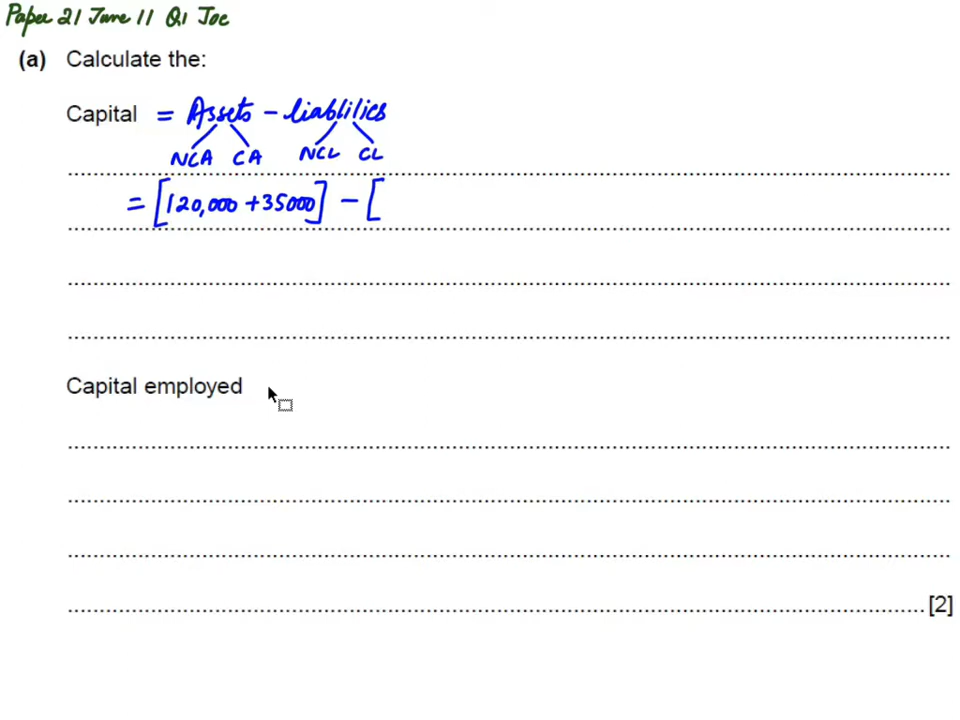 Paper 21 June 11 Q1 Joe
(a) Calculate the:
Capital = Assets - liablilies
NCA CA NCL CL
= [120,000 + 35000] - [
Capital employed
[2]